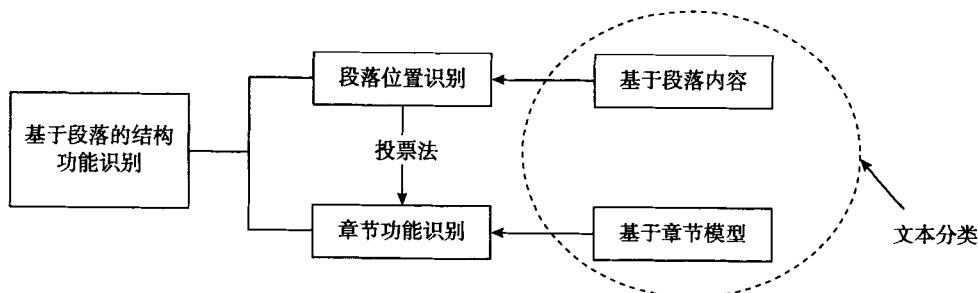 段落位置识别
基于段落内容
基于段落的结构
功能识别
投票法
章节功能识别
基于章节模型
文本分类